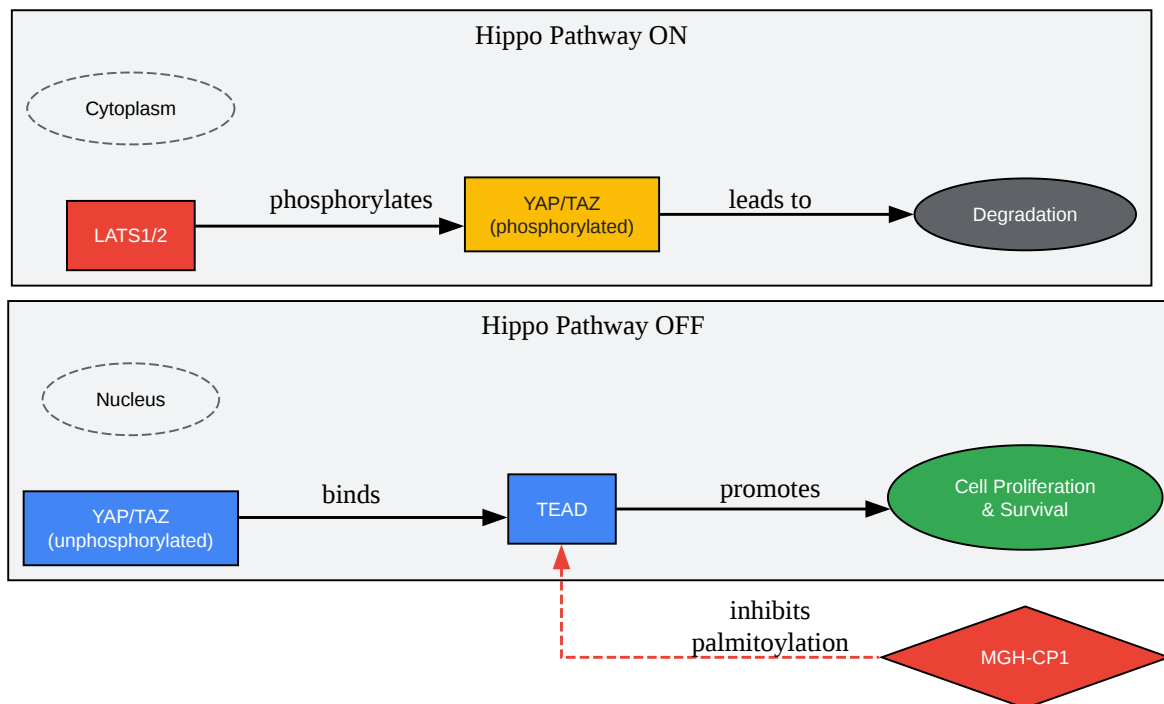 Hippo Pathway ON
Cytoplasm
phosphorylates
leads to
LATS1/2
YAP/TAZ
(phosphorylated)
Degradation
Hippo Pathway OFF
Nucleus
binds
promotes
YAP/TAZ
(unphosphorylated)
TEAD
Cell Proliferation
& Survival
inhibits
palmitoylation
MGH-CP1